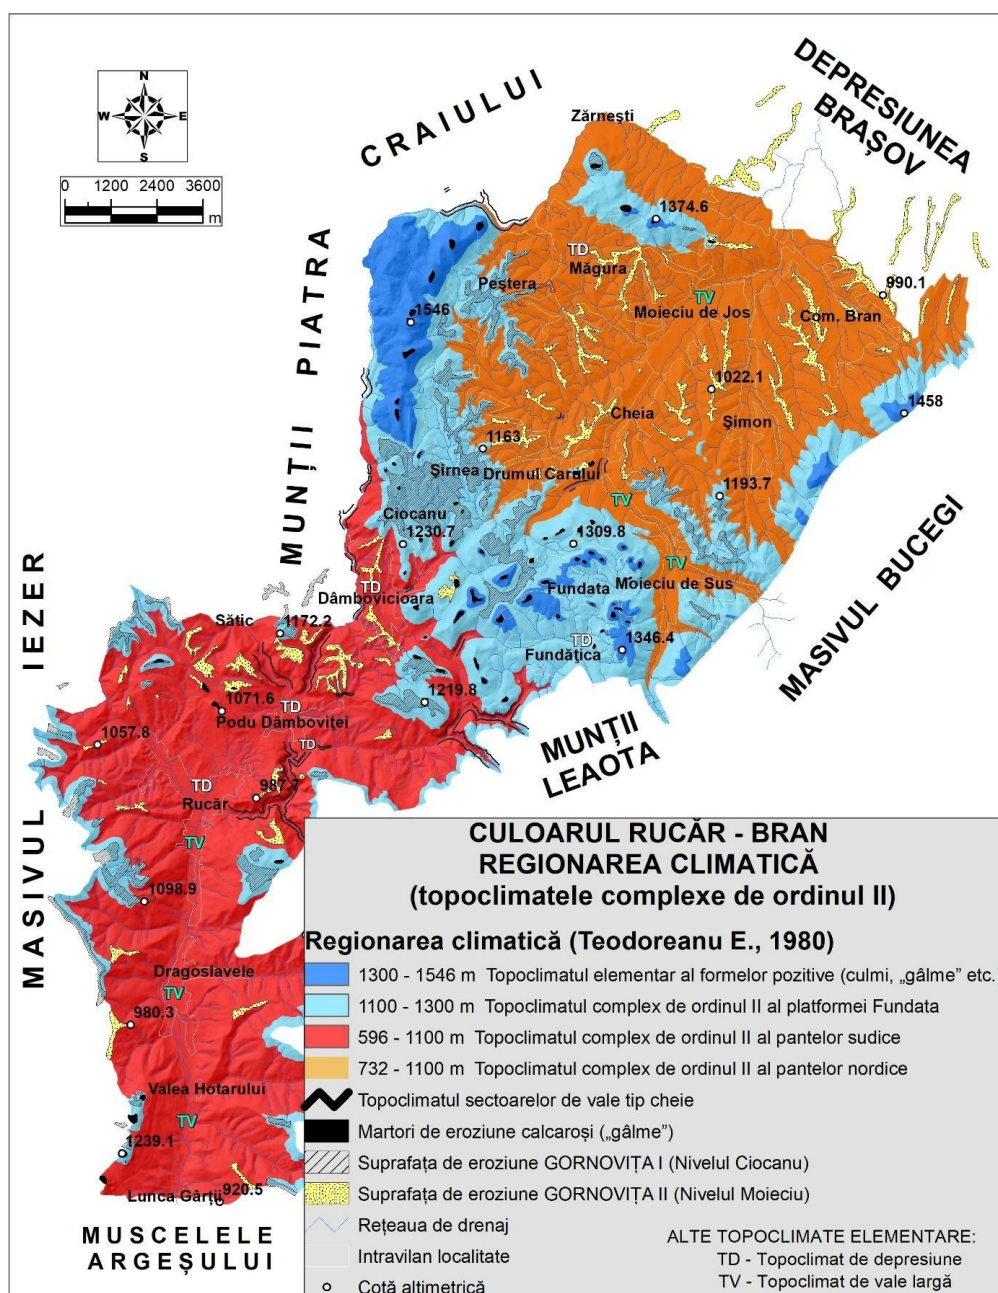 N
W
E
S
0 1200 2400 3600
m
CRAIULUI
DEPRESIUNEA
BRAȘOV
MUNȚII PIATRA
MASIVUL IEZER
MASIVUL BUCEGI
MUNȚII
LEAOTA
MUSCELELE
ARGEȘULUI
Zărneşti
1374.6
TD
Măgura
Peştera
TV
990.1
Moieciu de Jos
Com. Bran
1546
1022.1
Cheia
1458
Şimon
1163
Şirnea
Drumul Carului
1193.7
TV
Ciocanu
1230.7
1309.8
TV
TD
Fundata
Moieciu de Sus
Dâmbovicioara
Sătic
1172.2
TD
1346.4
Fundăţica
1071.6
TD
1219.8
Podu Dâmboviţei
1057.8
TD
TD
987.7
Rucăr
TV
1098.9
Dragoslavele
TV
980.3
Valea Hotarului
TV
1239.1
Lunca Gârţii
920.5
CULOARUL RUCĂR - BRAN
REGIONAREA CLIMATICĂ
(topoclimatele complexe de ordinul II)
Regionarea climatică (Teodoreanu E., 1980)
1300 - 1546 m Topoclimatul elementar al formelor pozitive (culmi, „gâlme” etc.)
1100 - 1300 m Topoclimatul complex de ordinul II al platformei Fundata
596 - 1100 m Topoclimatul complex de ordinul II al pantelor sudice
732 - 1100 m Topoclimatul complex de ordinul II al pantelor nordice
Topoclimatul sectoarelor de vale tip cheie
Martori de eroziune calcaroși („gâlme”)
Suprafața de eroziune GORNOVIȚA I (Nivelul Ciocanu)
Suprafața de eroziune GORNOVIȚA II (Nivelul Moieciu)
Rețeaua de drenaj
Intravilan localitate
Cotă altimetrică
ALTE TOPOCLIMATE ELEMENTARE:
TD - Topoclimat de depresiune
TV - Topoclimat de vale largă